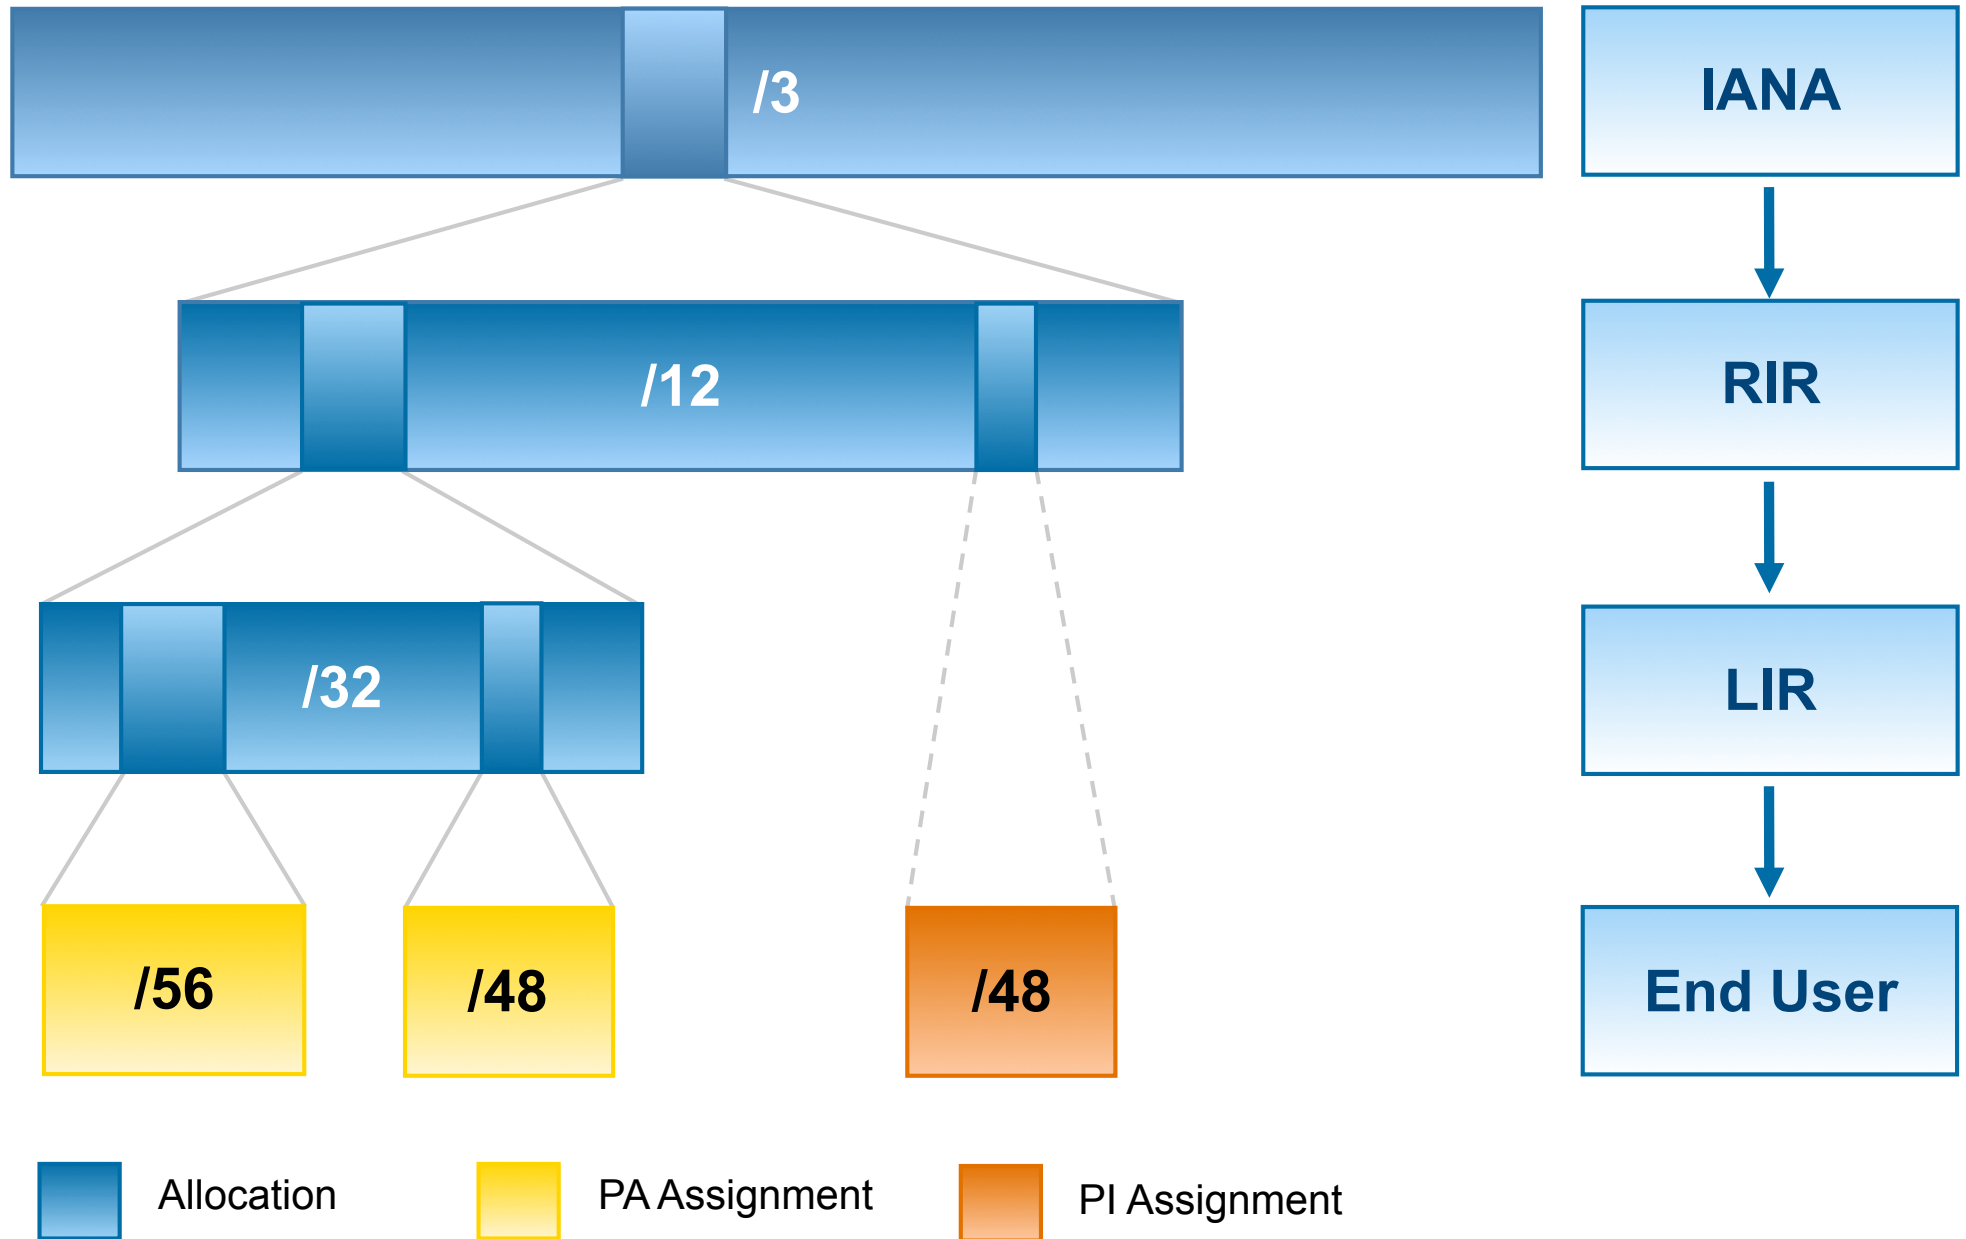 /3
IANA
/12
RIR
/32
LIR
/56
/48
/48
End User
Allocation
PA Assignment
PI Assignment